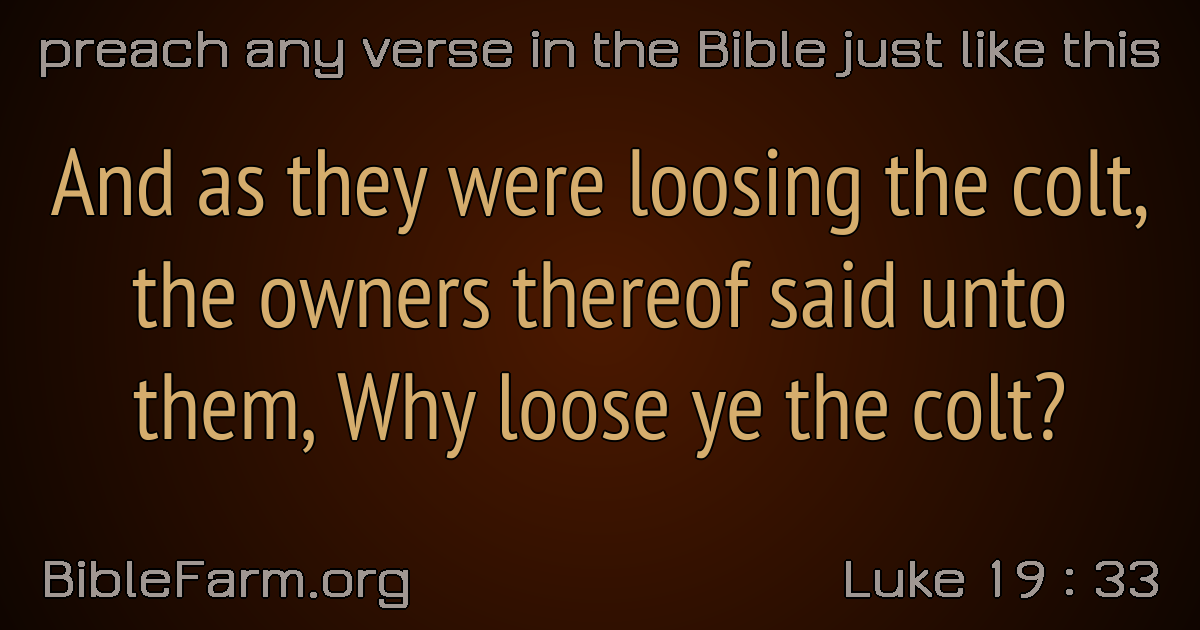 preach any verse in the Bible just like this
And as they were loosing the colt,
the owners thereof said unto
them, Why loose ye the colt?
BibleFarm.org
Luke 19 : 33